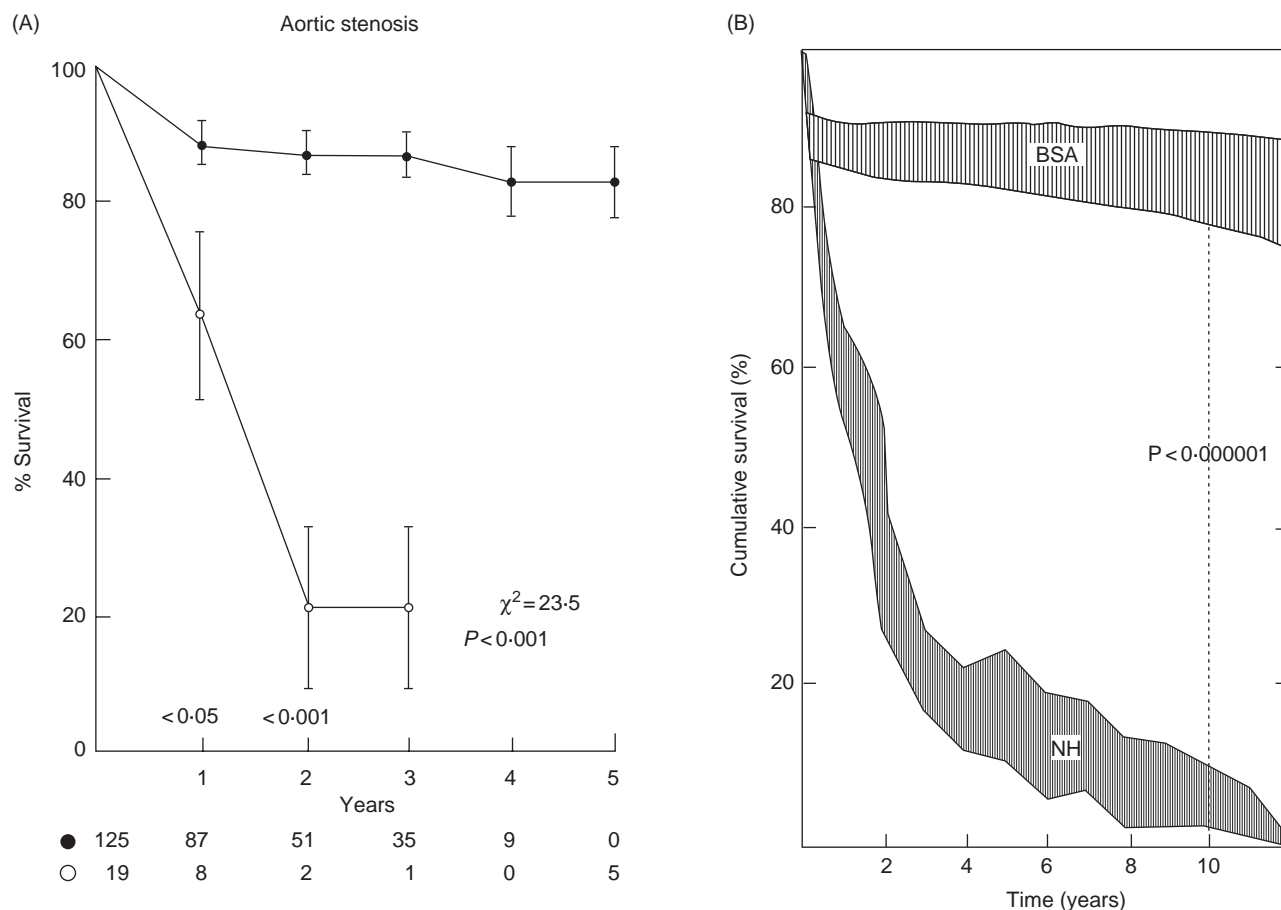 (A)
Aortic stenosis
100
80
60
40
20
0
% Survival
χ²=23·5
P<0·001
<0·05 <0·001
1 2 3 4 5
Years
● 125 87 51 35 9 0
○ 19 8 2 1 0 5
(B)
80
60
40
20
Cumulative survival (%)
BSA
P<0·000001
NH
2 4 6 8 10
Time (years)